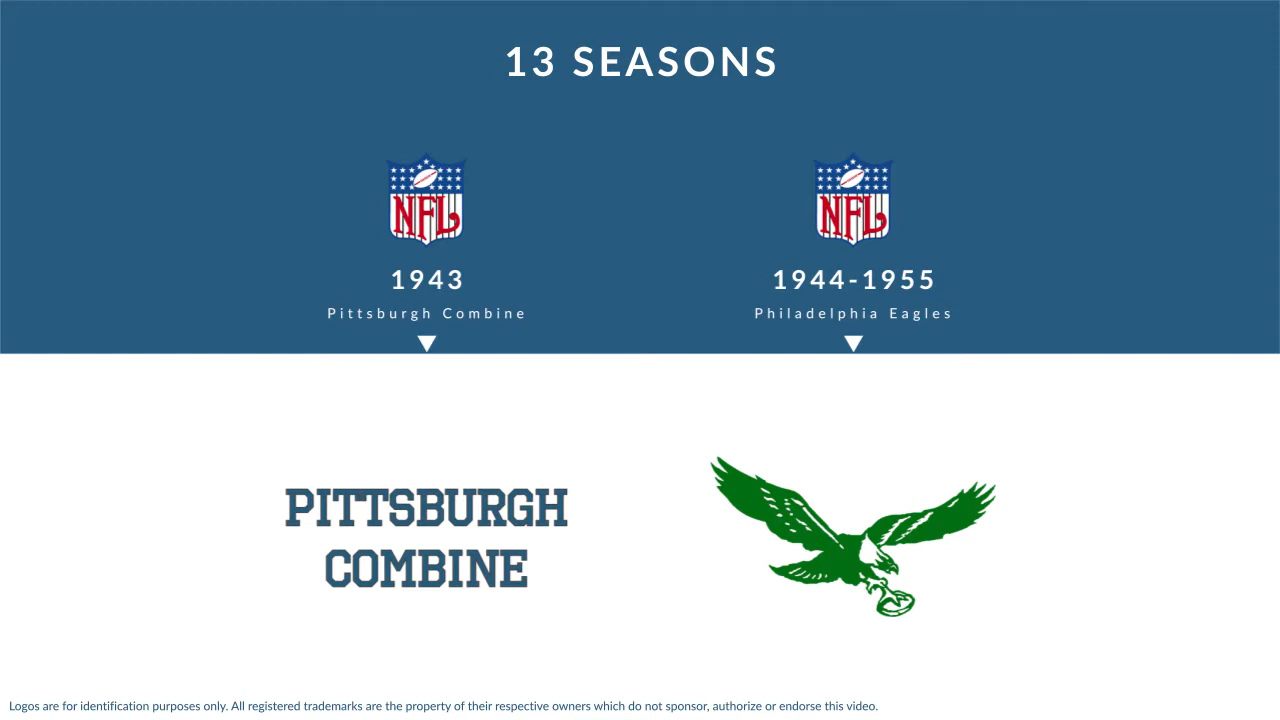 13 SEASONS
NFL
NFL
1943
1944-1955
Pittsburgh Combine
Philadelphia Eagles
PITTSBURGH
COMBINE
Logos are for identification purposes only. All registered trademarks are the property of their respective owners which do not sponsor, authorize or endorse this video.